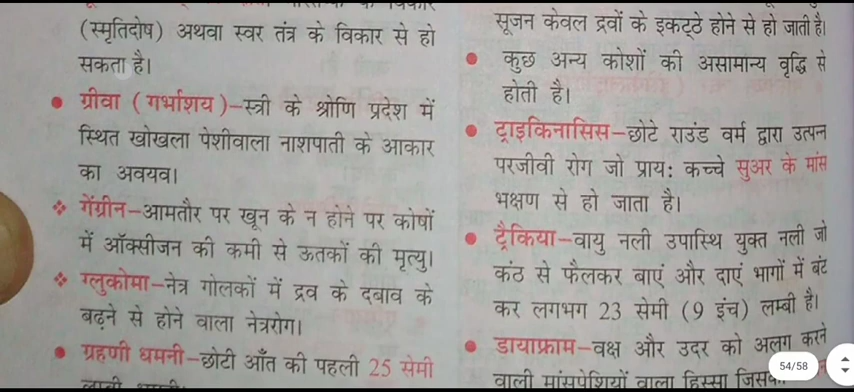 (स्मृतिदोष) अथवा स्वर तंत्र के विकार से हो
सकता है।
ग्रीवा (गर्भाशय)–स्त्री के श्रोणि प्रदेश में
स्थित खोखला पेशीवाला नाशपाती के आकार
का अवयव।
गेंग्रीन–आमतौर पर खून के न होने पर कोषों
में ऑक्सीजन की कमी से ऊतकों की मृत्यु।
ग्लुकोमा–नेत्र गोलकों में द्रव के दबाव के
बढ़ने से होने वाला नेत्ररोग।
ग्रहणी धमनी–छोटी आँत की पहली 25 सेमी
सूजन केवल द्रवों के इकट्ठे होने से हो जाती है।
कुछ अन्य कोशों की असामान्य वृद्धि से
होती है।
ट्राइकिनासिस–छोटे राउंड वर्म द्वारा उत्पन
परजीवी रोग जो प्राय: कच्चे सुअर के मांस
भक्षण से हो जाता है।
ट्रैकिया–वायु नली उपास्थि युक्त नली जो
कंठ से फैलकर बाएं और दाएं भागों में बंट
कर लगभग 23 सेमी (9 इंच) लम्बी है।
डायाफ्राम–वक्ष और उदर को अलग करने
वाली मांसपेशियों वाला हिस्सा
54/58